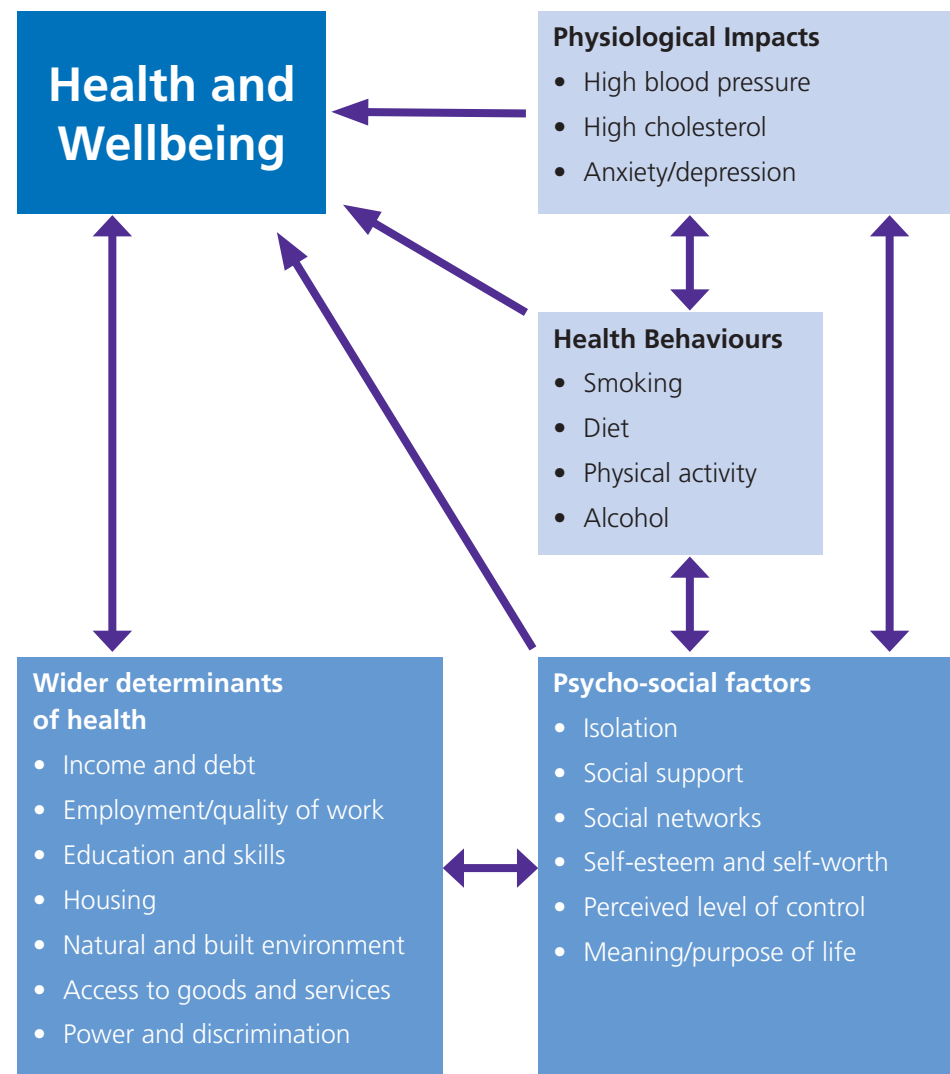 Health and
Wellbeing
Physiological Impacts
• High blood pressure
• High cholesterol
• Anxiety/depression
Health Behaviours
• Smoking
• Diet
• Physical activity
• Alcohol
Wider determinants
of health
• Income and debt
• Employment/quality of work
• Education and skills
• Housing
• Natural and built environment
• Access to goods and services
• Power and discrimination
Psycho-social factors
• Isolation
• Social support
• Social networks
• Self-esteem and self-worth
• Perceived level of control
• Meaning/purpose of life